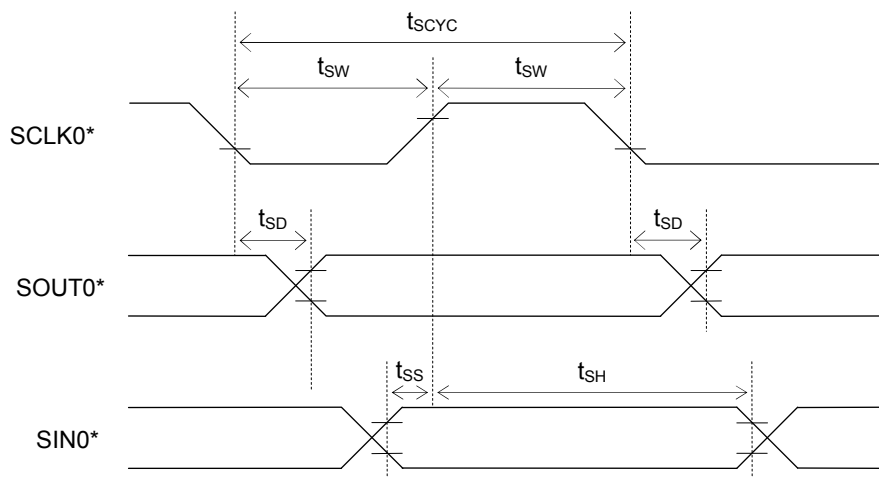 tSCYC
tSW tSW
SCLK0*
tSD tSD
SOUT0*
tSS tSH
SIN0*